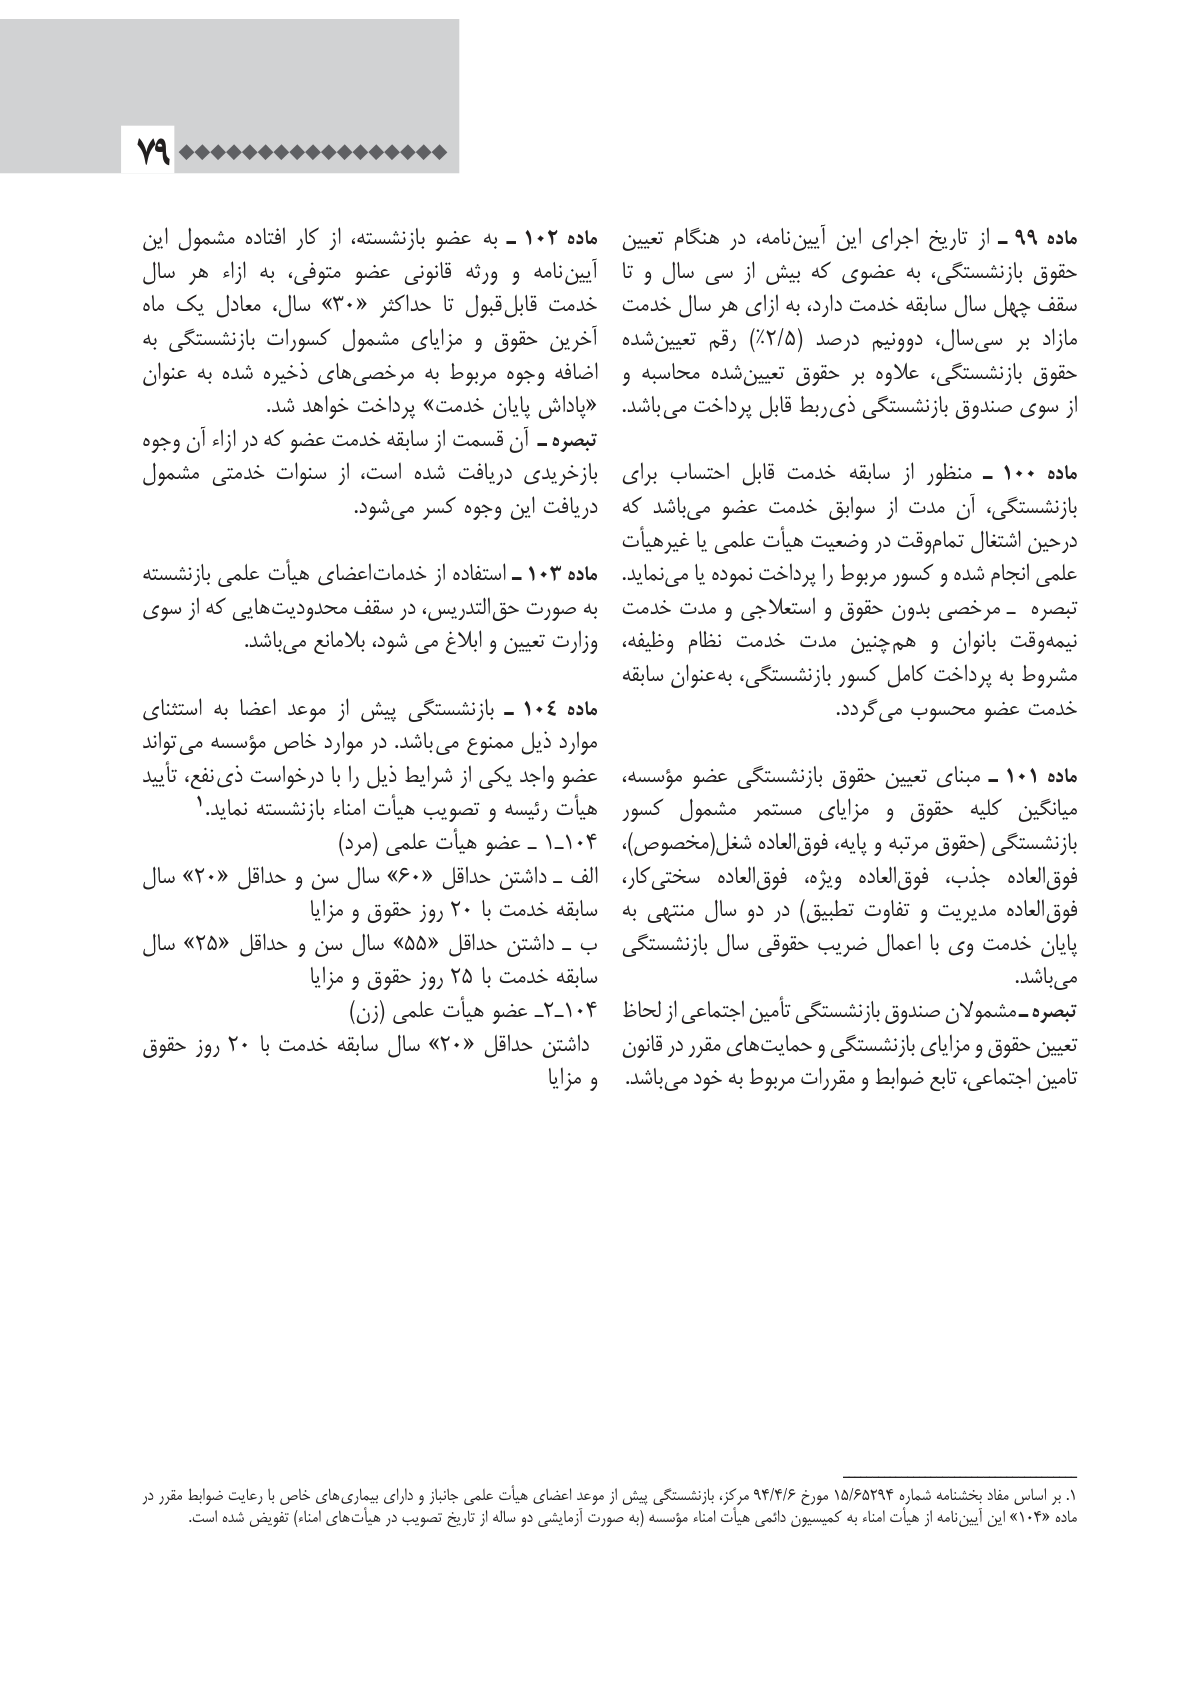 ۷۹
ماده ۹۹ ـ از تاریخ اجرای این آیین‌نامه، در هنگام تعیین
حقوق بازنشستگی، به عضوی که بیش از سی سال و تا
سقف چهل سال سابقه خدمت دارد، به ازای هر سال خدمت
مازاد بر سی‌سال، دوونیم درصد (۲/۵٪) رقم تعیین‌شده
حقوق بازنشستگی، علاوه بر حقوق تعیین‌شده محاسبه و
از سوی صندوق بازنشستگی ذی‌ربط قابل پرداخت می‌باشد.
ماده ۱۰۰ ـ منظور از سابقه خدمت قابل احتساب برای
بازنشستگی، آن مدت از سوابق خدمت عضو می‌باشد که
درحین اشتغال تمام‌وقت در وضعیت هیأت علمی یا غیرهیأت
علمی انجام شده و کسور مربوط را پرداخت نموده یا می‌نماید.
تبصره ـ مرخصی بدون حقوق و استعلاجی و مدت خدمت
نیمه‌وقت بانوان و هم‌چنین مدت خدمت نظام وظیفه،
مشروط به پرداخت کامل کسور بازنشستگی، به‌عنوان سابقه
خدمت عضو محسوب می‌گردد.
ماده ۱۰۱ ـ مبنای تعیین حقوق بازنشستگی عضو مؤسسه،
میانگین کلیه حقوق و مزایای مستمر مشمول کسور
بازنشستگی (حقوق مرتبه و پایه، فوق‌العاده شغل(مخصوص)،
فوق‌العاده جذب، فوق‌العاده ویژه، فوق‌العاده سختی‌کار،
فوق‌العاده مدیریت و تفاوت تطبیق) در دو سال منتهی به
پایان خدمت وی با اعمال ضریب حقوقی سال بازنشستگی
می‌باشد.
تبصره ـ مشمولان صندوق بازنشستگی تأمین اجتماعی از لحاظ
تعیین حقوق و مزایای بازنشستگی و حمایت‌های مقرر در قانون
تامین اجتماعی، تابع ضوابط و مقررات مربوط به خود می‌باشد.
ماده ۱۰۲ ـ به عضو بازنشسته، از کار افتاده مشمول این
آیین‌نامه و ورثه قانونی عضو متوفی، به ازاء هر سال
خدمت قابل‌قبول تا حداکثر «۳۰» سال، معادل یک ماه
آخرین حقوق و مزایای مشمول کسورات بازنشستگی به
اضافه وجوه مربوط به مرخصی‌های ذخیره شده به عنوان
«پاداش پایان خدمت» پرداخت خواهد شد.
تبصره ـ آن قسمت از سابقه خدمت عضو که در ازاء آن وجوه
بازخریدی دریافت شده است، از سنوات خدمتی مشمول
دریافت این وجوه کسر می‌شود.
ماده ۱۰۳ ـ استفاده از خدمات‌اعضای هیأت علمی بازنشسته
به صورت حق‌التدریس، در سقف محدودیت‌هایی که از سوی
وزارت تعیین و ابلاغ می شود، بلامانع می‌باشد.
ماده ۱۰٤ ـ بازنشستگی پیش از موعد اعضا به استثنای
موارد ذیل ممنوع می‌باشد. در موارد خاص مؤسسه می‌تواند
عضو واجد یکی از شرایط ذیل را با درخواست ذی‌نفع، تأیید
هیأت رئیسه و تصویب هیأت امناء بازنشسته نماید.۱
۱۰۴ـ۱ ـ عضو هیأت علمی (مرد)
الف ـ داشتن حداقل «۶۰» سال سن و حداقل «۲۰» سال
سابقه خدمت با ۲۰ روز حقوق و مزایا
ب ـ داشتن حداقل «۵۵» سال سن و حداقل «۲۵» سال
سابقه خدمت با ۲۵ روز حقوق و مزایا
۱۰۴ـ۲ـ عضو هیأت علمی (زن)
داشتن حداقل «۲۰» سال سابقه خدمت با ۲۰ روز حقوق
و مزایا
۱. بر اساس مفاد بخشنامه شماره ۱۵/۶۵۲۹۴ مورخ ۹۴/۴/۶ مرکز، بازنشستگی پیش از موعد اعضای هیأت علمی جانباز و دارای بیماری‌های خاص با رعایت ضوابط مقرر در
ماده «۱۰۴» این آیین‌نامه از هیأت امناء به کمیسیون دائمی هیأت امناء مؤسسه (به صورت آزمایشی دو ساله از تاریخ تصویب در هیأت‌های امناء) تفویض شده است.